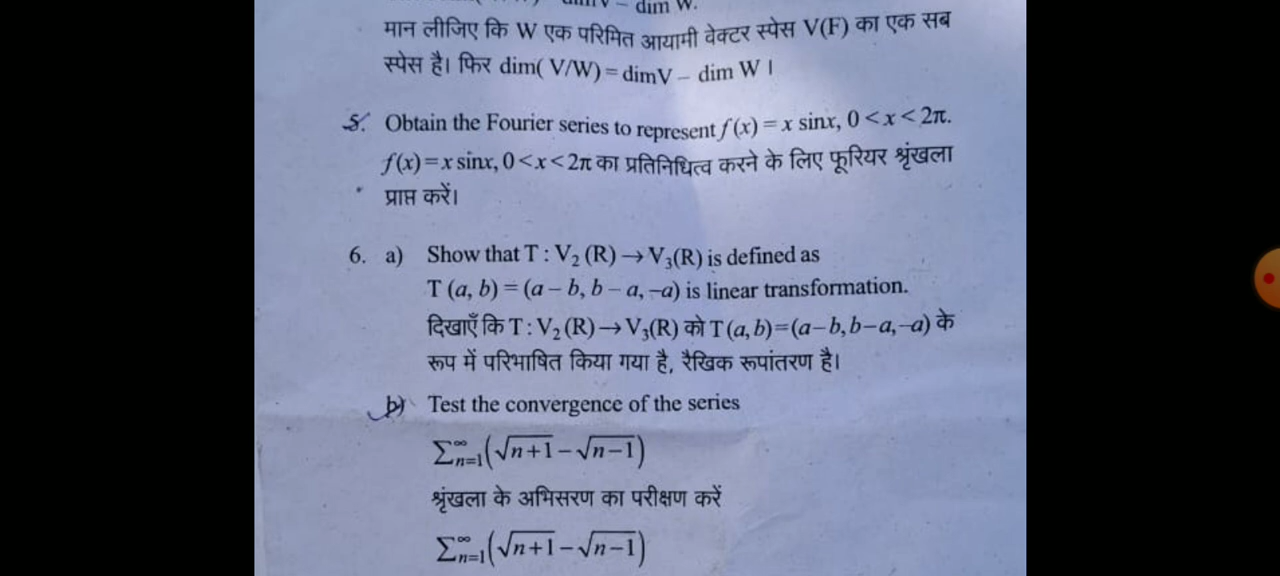 dim W.
मान लीजिए कि W एक परिमित आयामी वेक्टर स्पेस V(F) का एक सब
स्पेस है। फिर dim( V/W) = dimV – dim W ।
5. Obtain the Fourier series to represent f (x) = x sinx, 0 < x < 2π.
f(x)=x sinx, 0<x<2π का प्रतिनिधित्व करने के लिए फूरियर श्रृंखला
प्राप्त करें।
6. a) Show that T : V₂ (R) → V₃(R) is defined as
T (a, b) = (a – b, b – a, –a) is linear transformation.
दिखाएँ कि T : V₂ (R) → V₃(R) को T (a, b)=(a–b, b–a, –a) के
रूप में परिभाषित किया गया है, रैखिक रूपांतरण है।
b) Test the convergence of the series
∑_{n=1}^{∞}(√(n+1) – √(n–1))
श्रृंखला के अभिसरण का परीक्षण करें
∑_{n=1}^{∞}(√(n+1) – √(n–1))